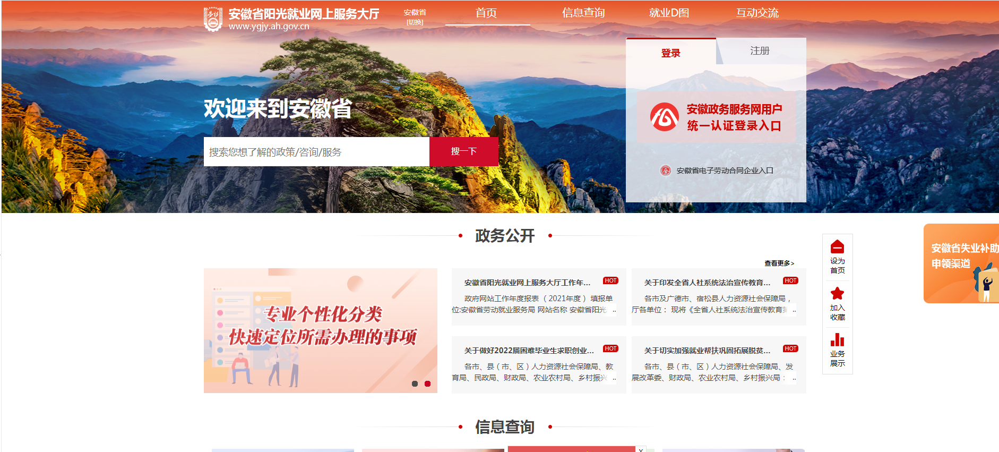 安徽省阳光就业网上服务大厅
www.ygjy.ah.gov.cn
安徽省
[切换]
首页
信息查询
就业D图
互动交流
登录
注册
欢迎来到安徽省
搜索您想了解的政策/咨询/服务
搜一下
安徽政务服务网用户
统一认证登录入口
安徽省电子劳动合同企业入口
政务公开
查看更多>
专业个性化分类
快速定位所需办理的事项
安徽省阳光就业网上服务大厅工作年...
HOT
政府网站工作年度报表 （ 2021年度 ） 填报单
位:安徽省劳动就业服务局 网站名称 安徽省阳光 ..
关于印发全省人社系统法治宣传教育...
HOT
各市及广德市、宿松县人力资源社会保障局，
厅各单位： 现将《全省人社系统法治宣传教育第 ..
关于做好2022届困难毕业生求职创业...
HOT
各市、县（市、区）人力资源社会保障局、教
育局、民政局、财政局、农业农村局、乡村振兴 ..
关于切实加强就业帮扶巩固拓展脱贫...
HOT
各市、县（市、区）人力资源社会保障局、发
展改革委、财政局、农业农村局、乡村振兴局： ..
设为
首页
加入
收藏
业务
展示
安徽省失业补助
申领渠道
信息查询
X